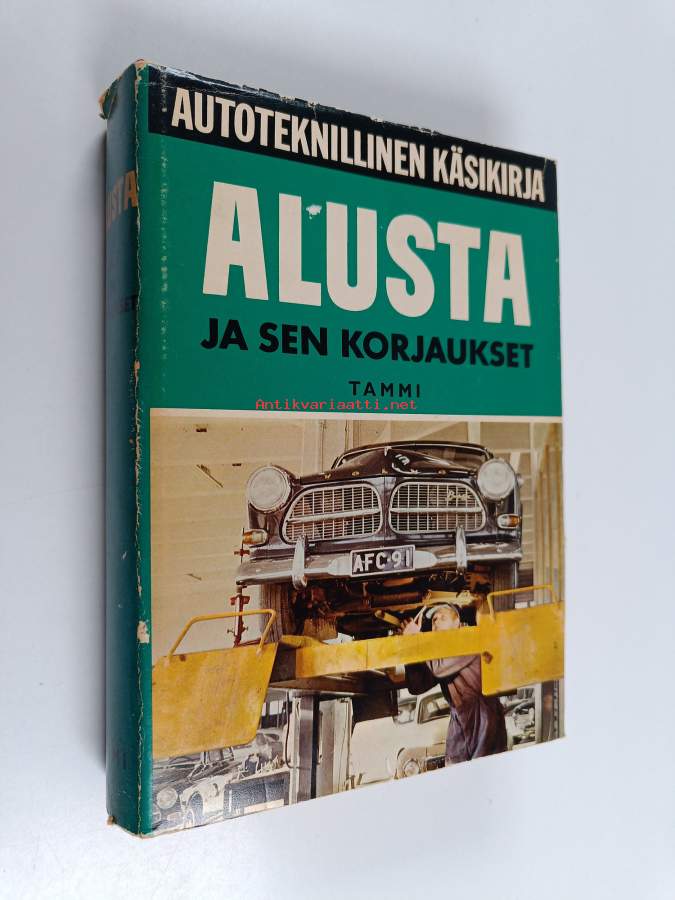 AUTOTEKNILLINEN KÄSIKIRJA
ALUSTA
JA SEN KORJAUKSET
TAMMI
Antikvariaatti.net
AFC-91